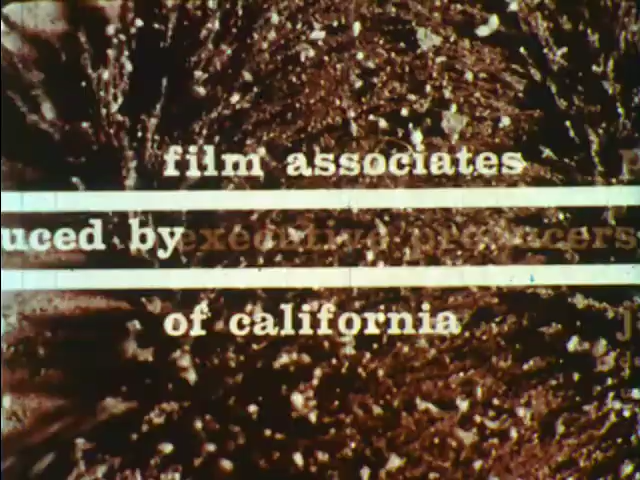 film associates
uced by executive producers
of california